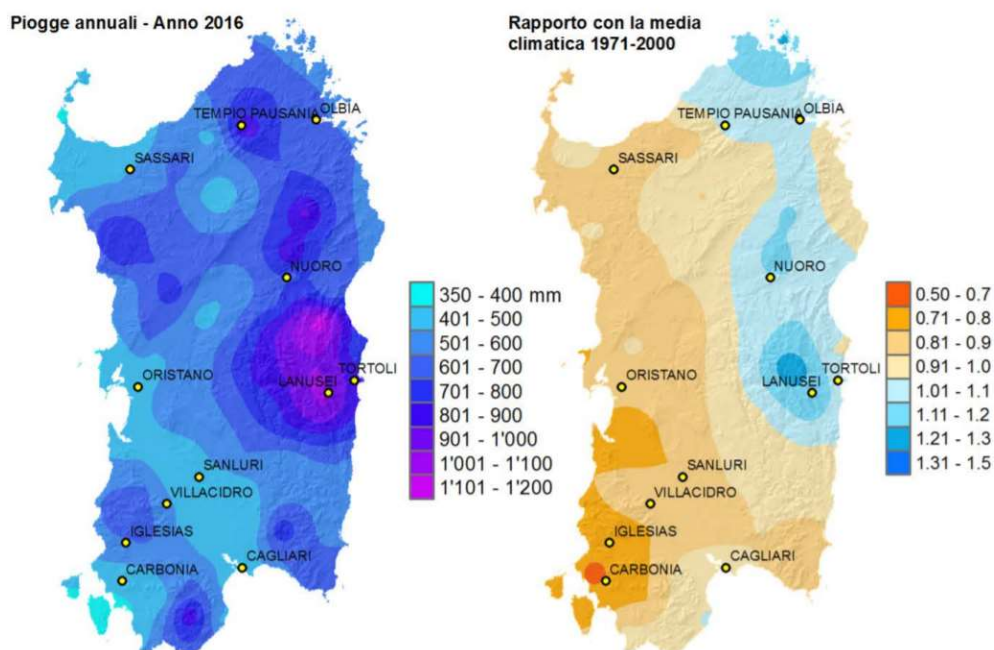 Piogge annuali - Anno 2016
TEMPIO PAUSANIA
OLBIA
SASSARI
NUORO
ORISTANO
TORTOLI
LANUSEI
SANLURI
VILLACIDRO
IGLESIAS
CAGLIARI
CARBONIA
350 - 400 mm
401 - 500
501 - 600
601 - 700
701 - 800
801 - 900
901 - 1'000
1'001 - 1'100
1'101 - 1'200
Rapporto con la media
climatica 1971-2000
TEMPIO PAUSANIA
OLBIA
SASSARI
NUORO
ORISTANO
TORTOLI
LANUSEI
SANLURI
VILLACIDRO
IGLESIAS
CAGLIARI
CARBONIA
0.50 - 0.7
0.71 - 0.8
0.81 - 0.9
0.91 - 1.0
1.01 - 1.1
1.11 - 1.2
1.21 - 1.3
1.31 - 1.5